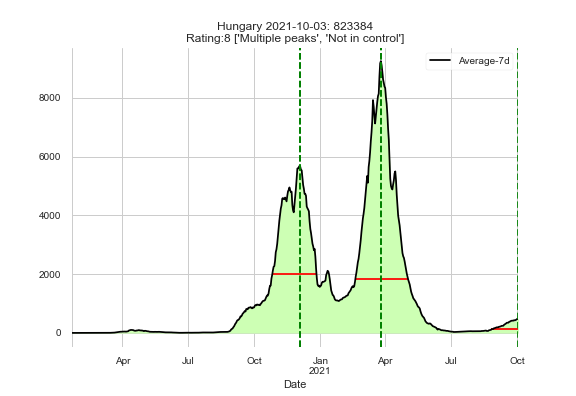 Hungary 2021-10-03: 823384
Rating:8 ['Multiple peaks', 'Not in control']
Average-7d
8000
6000
4000
2000
0
Apr Jul Oct Jan Apr Jul Oct
2021
Date